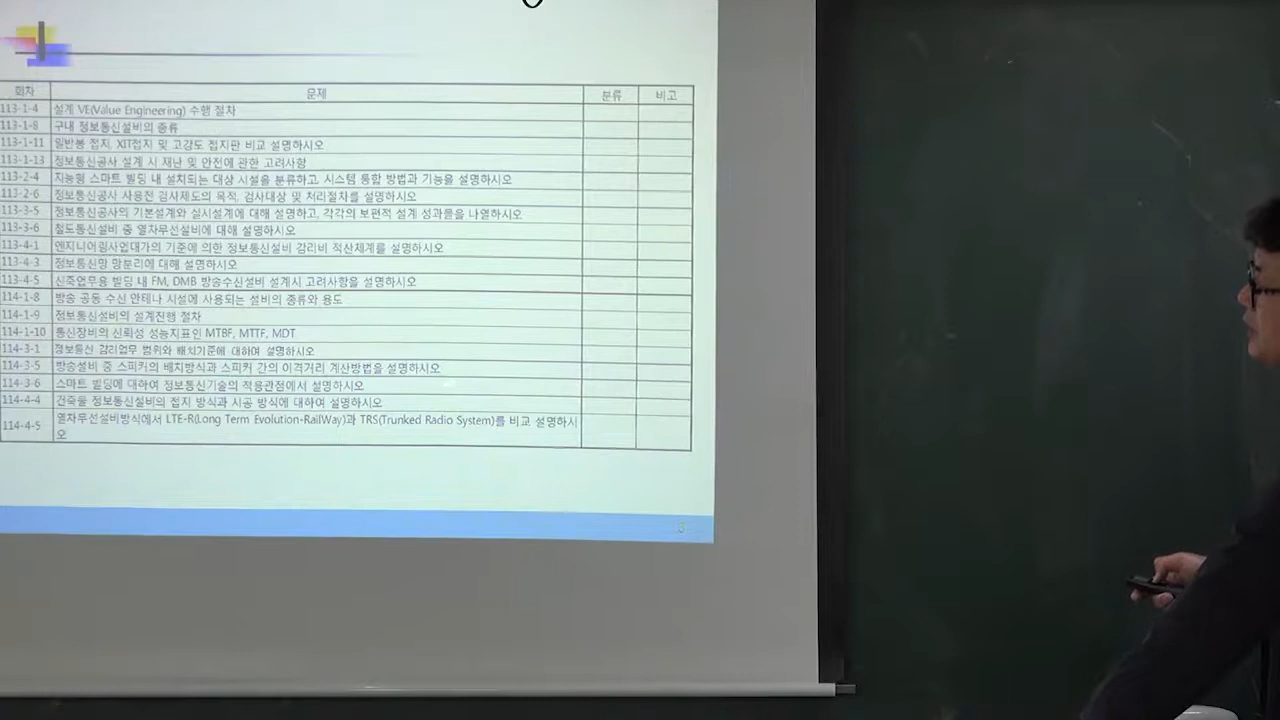 회차 문제 분류 비고
113-1-4 설계 VE(Value Engineering) 수행 절차
113-1-8 구내 정보통신설비의 종류
113-1-11 일반봉 접지, XIT접지 및 고강도 접지판 비교 설명하시오
113-1-13 정보통신공사 설계 시 재난 및 안전에 관한 고려사항
113-2-4 지능형 스마트 빌딩 내 설치되는 대상 시설을 분류하고, 시스템 통합 방법과 기능을 설명하시오
113-2-6 정보통신공사 사용전 검사제도의 목적, 검사대상 및 처리절차를 설명하시오
113-3-5 정보통신공사의 기본설계와 실시설계에 대해 설명하고, 각각의 보편적 설계 성과물을 나열하시오
113-3-6 철도통신설비 중 열차무선설비에 대해 설명하시오
113-4-1 엔지니어링사업대가의 기준에 의한 정보통신설비 감리비 적산체계를 설명하시오
113-4-3 정보통신망 망분리에 대해 설명하시오
113-4-5 신축업무용 빌딩 내 FM, DMB 방송수신설비 설계시 고려사항을 설명하시오
114-1-8 방송 공동 수신 안테나 시설에 사용되는 설비의 종류와 용도
114-1-9 정보통신설비의 설계진행 절차
114-1-10 통신장비의 신뢰성 성능지표인 MTBF, MTTF, MDT
114-3-1 정보통신 감리업무 범위와 배치기준에 대하여 설명하시오
114-3-5 방송설비 중 스피커의 배치방식과 스피커 간의 이격거리 계산방법을 설명하시오
114-3-6 스마트 빌딩에 대하여 정보통신기술의 적용관점에서 설명하시오
114-4-4 건축물 정보통신설비의 접지 방식과 시공 방식에 대하여 설명하시오
114-4-5 열차무선설비방식에서 LTE-R(Long Term Evolution-RailWay)과 TRS(Trunked Radio System)를 비교 설명하시
오